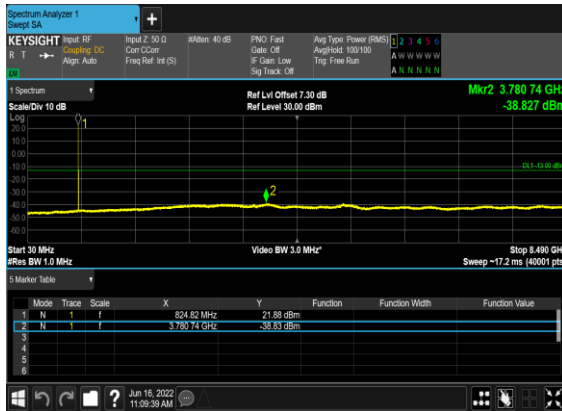 Spectrum Analyzer 1
Swept SA
+
KEYSIGHT Input: RF Input Z: 50 Ω #Atten: 40 dB PNO: Fast Avg Type: Power (RMS) 1 2 3 4 5 6
R T Coupling: DC Corr CCorr Gate: Off Avg|Hold: 100/100 A W W W W W
Align: Auto Freq Ref: Int (S) IF Gain: Low Trig: Free Run
LXI Sig Track: Off A N N N N N
1 Spectrum Ref Lvl Offset 7.30 dB Mkr2 3.780 74 GHz
Scale/Div 10 dB Ref Level 30.00 dBm -38.827 dBm
Log
1
20.0
10.0
0.00
-10.0 DL1 -13.00 dBm
-20.0
-30.0
2
-40.0
-50.0
-60.0
Start 30 MHz Video BW 3.0 MHz* Stop 8.490 GHz
#Res BW 1.0 MHz Sweep ~17.2 ms (40001 pts)
5 Marker Table
Mode Trace Scale X Y Function Function Width Function Value
1 N 1 f 824.82 MHz 21.88 dBm
2 N 1 f 3.780 74 GHz -38.83 dBm
3
4
5
6
? Jun 16, 2022
11:09:39 AM